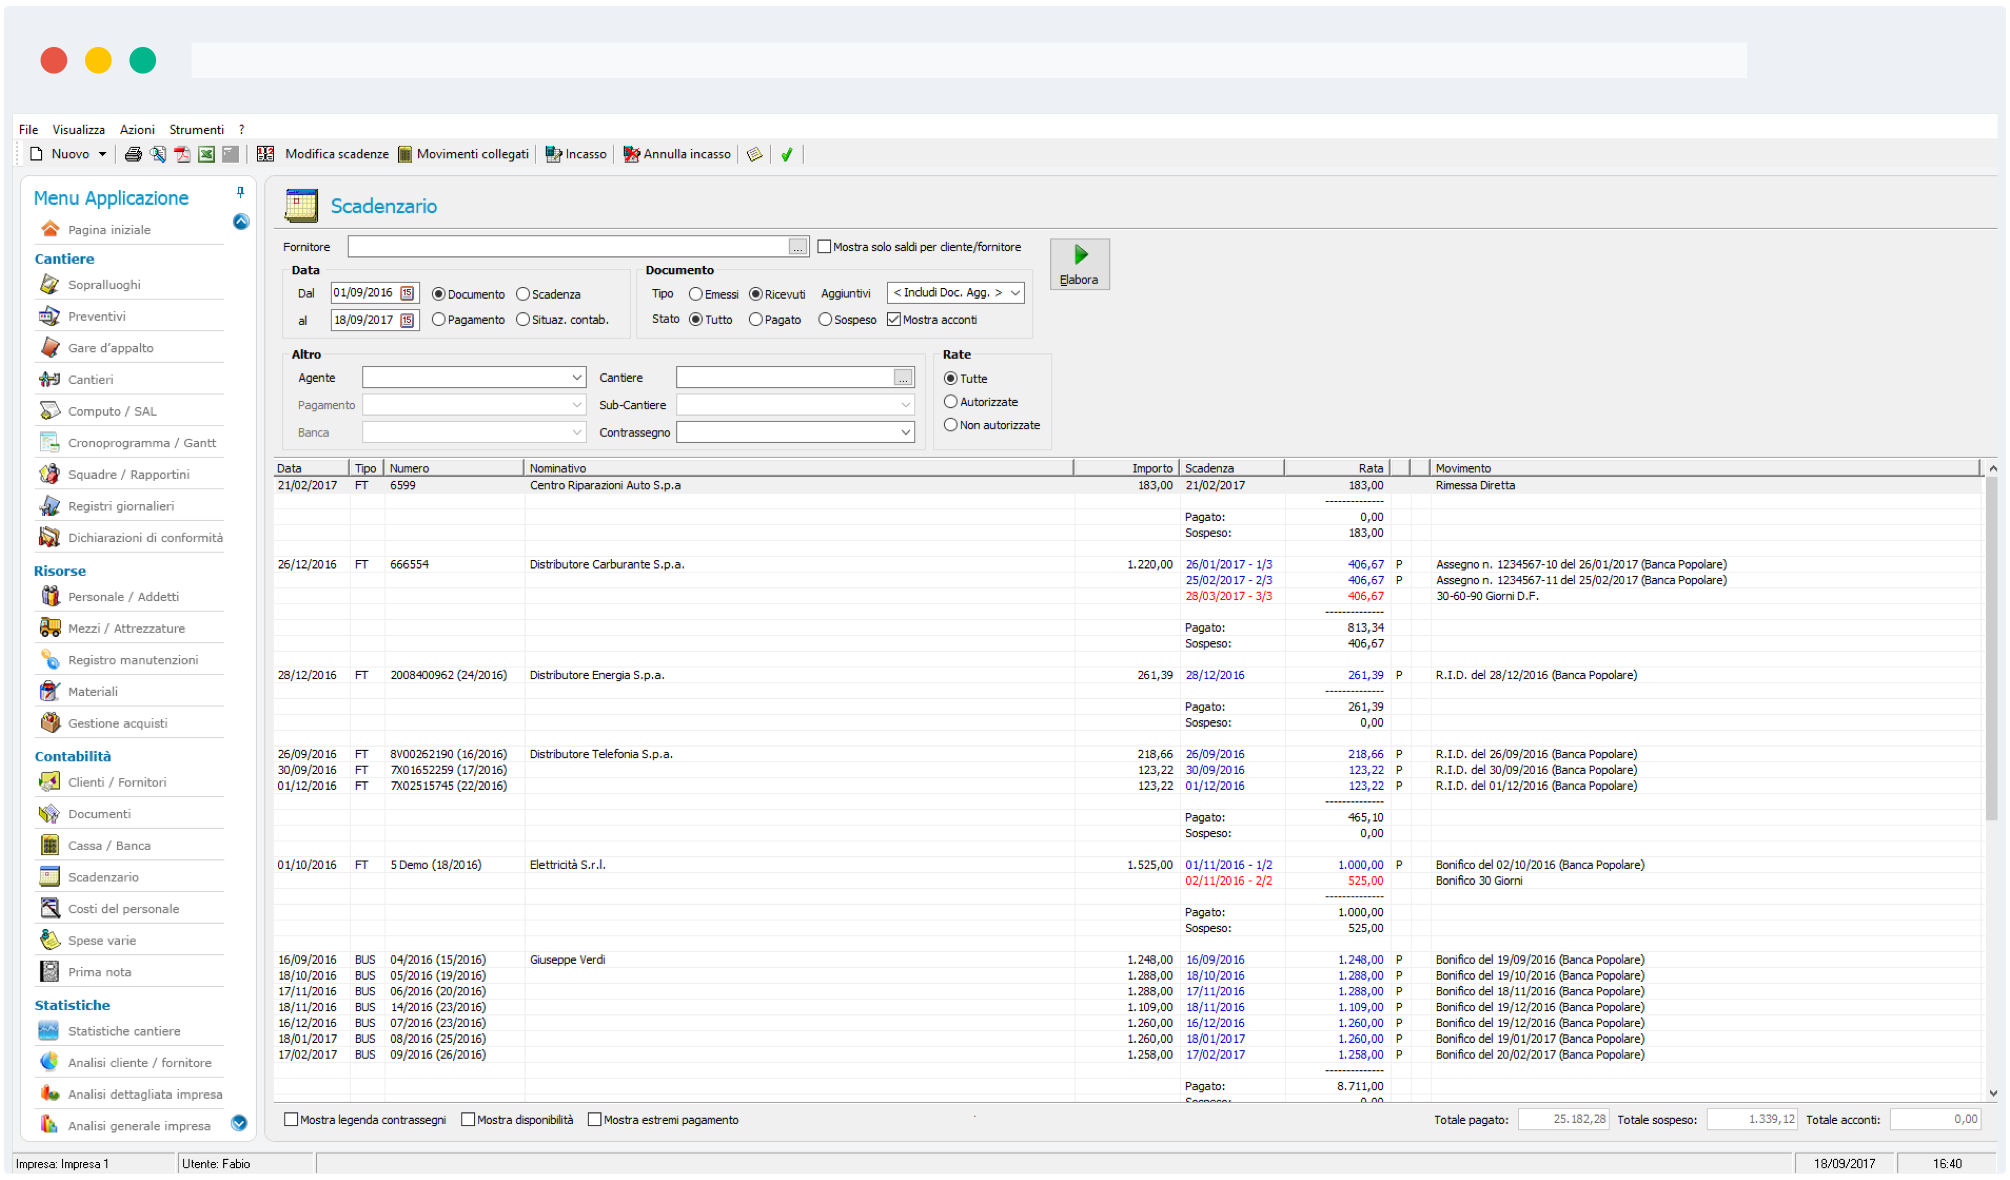 File Visualizza Azioni Strumenti ?
Nuovo Modifica scadenze Movimenti collegati Incasso Annulla incasso
Menu Applicazione
Pagina iniziale
Cantiere
Sopralluoghi
Preventivi
Gare d'appalto
Cantieri
Computo / SAL
Cronoprogramma / Gantt
Squadre / Rapportini
Registri giornalieri
Dichiarazioni di conformità
Risorse
Personale / Addetti
Mezzi / Attrezzature
Registro manutenzioni
Materiali
Gestione acquisti
Contabilità
Clienti / Fornitori
Documenti
Cassa / Banca
Scadenzario
Costi del personale
Spese varie
Prima nota
Statistiche
Statistiche cantiere
Analisi cliente / fornitore
Analisi dettagliata impresa
Analisi generale impresa
Scadenzario
Fornitore ... Mostra solo saldi per cliente/fornitore
Elabora
Data
Dal 01/09/2016 15 Documento Scadenza
al 18/09/2017 15 Pagamento Situaz. contab.
Documento
Tipo Emessi Ricevuti Aggiuntivi < Includi Doc. Agg. >
Stato Tutto Pagato Sospeso Mostra acconti
Altro
Agente Cantiere ...
Pagamento Sub-Cantiere
Banca Contrassegno
Rate
Tutte
Autorizzate
Non autorizzate
Data Tipo Numero Nominativo Importo Scadenza Rata Movimento
21/02/2017 FT 6599 Centro Riparazioni Auto S.p.a 183,00 21/02/2017 183,00 Rimessa Diretta
--------------
Pagato: 0,00
Sospeso: 183,00
26/12/2016 FT 666554 Distributore Carburante S.p.a. 1.220,00 26/01/2017 - 1/3 406,67 P Assegno n. 1234567-10 del 26/01/2017 (Banca Popolare)
25/02/2017 - 2/3 406,67 P Assegno n. 1234567-11 del 25/02/2017 (Banca Popolare)
28/03/2017 - 3/3 406,67 30-60-90 Giorni D.F.
--------------
Pagato: 813,34
Sospeso: 406,67
28/12/2016 FT 2008400962 (24/2016) Distributore Energia S.p.a. 261,39 28/12/2016 261,39 P R.I.D. del 28/12/2016 (Banca Popolare)
--------------
Pagato: 261,39
Sospeso: 0,00
26/09/2016 FT 8V00262190 (16/2016) Distributore Telefonia S.p.a. 218,66 26/09/2016 218,66 P R.I.D. del 26/09/2016 (Banca Popolare)
30/09/2016 FT 7X01652259 (17/2016) 123,22 30/09/2016 123,22 P R.I.D. del 30/09/2016 (Banca Popolare)
01/12/2016 FT 7X02515745 (22/2016) 123,22 01/12/2016 123,22 P R.I.D. del 01/12/2016 (Banca Popolare)
--------------
Pagato: 465,10
Sospeso: 0,00
01/10/2016 FT 5 Demo (18/2016) Elettricità S.r.l. 1.525,00 01/11/2016 - 1/2 1.000,00 P Bonifico del 02/10/2016 (Banca Popolare)
02/11/2016 - 2/2 525,00 Bonifico 30 Giorni
--------------
Pagato: 1.000,00
Sospeso: 525,00
16/09/2016 BUS 04/2016 (15/2016) Giuseppe Verdi 1.248,00 16/09/2016 1.248,00 P Bonifico del 19/09/2016 (Banca Popolare)
18/10/2016 BUS 05/2016 (19/2016) 1.288,00 18/10/2016 1.288,00 P Bonifico del 19/10/2016 (Banca Popolare)
17/11/2016 BUS 06/2016 (20/2016) 1.288,00 17/11/2016 1.288,00 P Bonifico del 18/11/2016 (Banca Popolare)
18/11/2016 BUS 14/2016 (23/2016) 1.109,00 18/11/2016 1.109,00 P Bonifico del 19/12/2016 (Banca Popolare)
16/12/2016 BUS 07/2016 (23/2016) 1.260,00 16/12/2016 1.260,00 P Bonifico del 19/12/2016 (Banca Popolare)
18/01/2017 BUS 08/2016 (25/2016) 1.260,00 18/01/2017 1.260,00 P Bonifico del 19/01/2017 (Banca Popolare)
17/02/2017 BUS 09/2016 (26/2016) 1.258,00 17/02/2017 1.258,00 P Bonifico del 20/02/2017 (Banca Popolare)
--------------
Pagato: 8.711,00
Sospeso: 0,00
Mostra legenda contrassegni Mostra disponibilità Mostra estremi pagamento Totale pagato: 25.182,28 Totale sospeso: 1.339,12 Totale acconti: 0,00
Impresa: Impresa 1 Utente: Fabio 18/09/2017 16:40